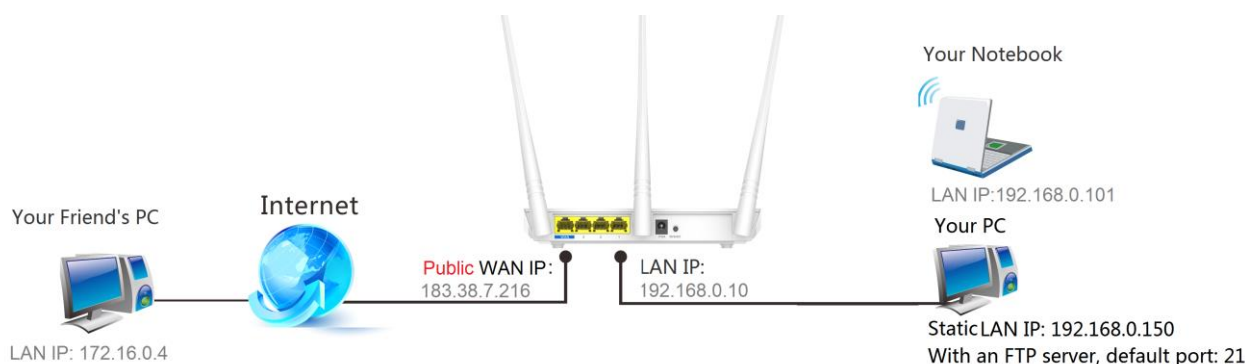 Your Notebook
LAN IP:192.168.0.101
Your Friend's PC
Internet
Your PC
Public WAN IP:
183.38.7.216
LAN IP:
192.168.0.10
Static LAN IP: 192.168.0.150
With an FTP server, default port: 21
LAN IP: 172.16.0.4